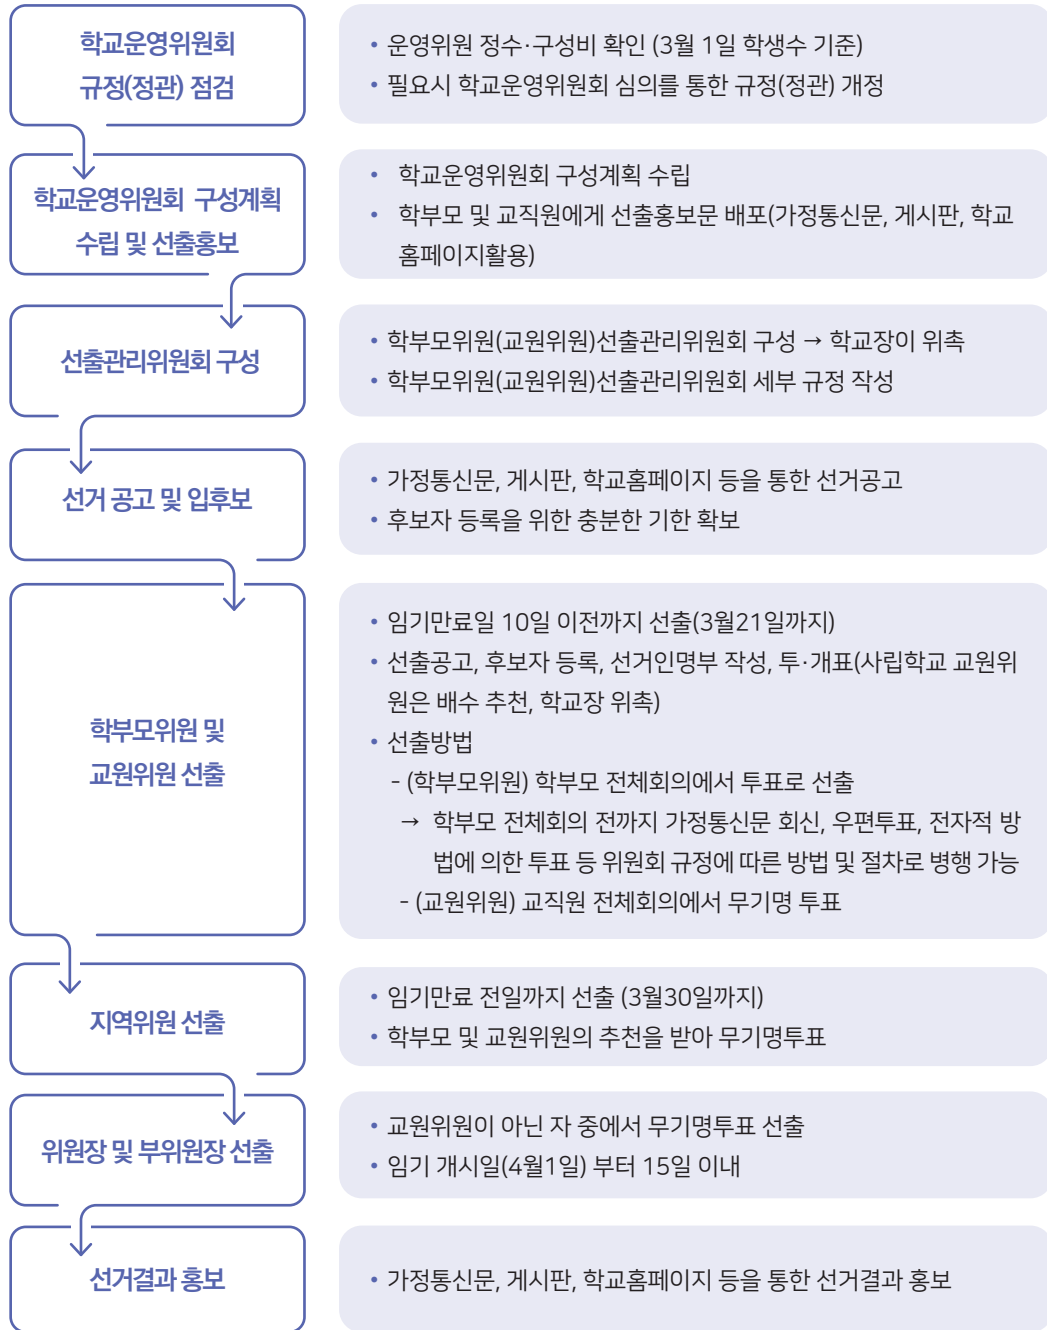 학교운영위원회
규정(정관) 점검
• 운영위원 정수·구성비 확인 (3월 1일 학생수 기준)
• 필요시 학교운영위원회 심의를 통한 규정(정관) 개정
학교운영위원회 구성계획
수립 및 선출홍보
• 학교운영위원회 구성계획 수립
• 학부모 및 교직원에게 선출홍보문 배포(가정통신문, 게시판, 학교
홈페이지활용)
선출관리위원회 구성
• 학부모위원(교원위원)선출관리위원회 구성 → 학교장이 위촉
• 학부모위원(교원위원)선출관리위원회 세부 규정 작성
선거 공고 및 입후보
• 가정통신문, 게시판, 학교홈페이지 등을 통한 선거공고
• 후보자 등록을 위한 충분한 기한 확보
학부모위원 및
교원위원 선출
• 임기만료일 10일 이전까지 선출(3월21일까지)
• 선출공고, 후보자 등록, 선거인명부 작성, 투·개표(사립학교 교원위
원은 배수 추천, 학교장 위촉)
• 선출방법
- (학부모위원) 학부모 전체회의에서 투표로 선출
→ 학부모 전체회의 전까지 가정통신문 회신, 우편투표, 전자적 방
법에 의한 투표 등 위원회 규정에 따른 방법 및 절차로 병행 가능
- (교원위원) 교직원 전체회의에서 무기명 투표
지역위원 선출
• 임기만료 전일까지 선출 (3월30일까지)
• 학부모 및 교원위원의 추천을 받아 무기명투표
위원장 및 부위원장 선출
• 교원위원이 아닌 자 중에서 무기명투표 선출
• 임기 개시일(4월1일) 부터 15일 이내
선거결과 홍보
• 가정통신문, 게시판, 학교홈페이지 등을 통한 선거결과 홍보